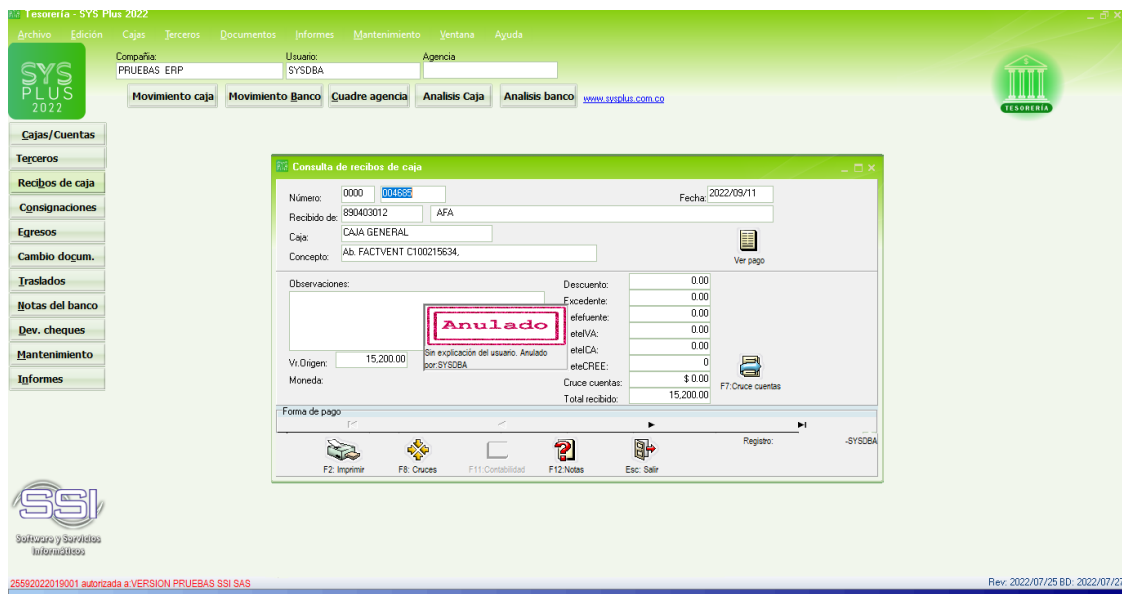 Tesorería - SYS Plus 2022
Archivo Edición Cajas Terceros Documentos Informes Mantenimiento Ventana Ayuda
Compañia: Usuario: Agencia
PRUEBAS ERP SYSDBA
SYS PLUS 2022
Movimiento caja Movimiento Banco Cuadre agencia Analisis Caja Analisis banco www.sysplus.com.co
TESORERÍA
Cajas/Cuentas
Terceros
Recibos de caja
Consignaciones
Egresos
Cambio docum.
Traslados
Notas del banco
Dev. cheques
Mantenimiento
Informes
Consulta de recibos de caja
Número: 0000 004685 Fecha: 2022/09/11
Recibido de: 890403012 AFA
Caja: CAJA GENERAL
Concepto: Ab. FACTVENT C100215634,
Ver pago
Observaciones:
Descuento: 0.00
Excedente: 0.00
etefuente: 0.00
eteIVA: 0.00
eteICA: 0.00
eteCREE: 0
Cruce cuentas: $ 0.00
Total recibido: 15,200.00
Anulado
Sin explicación del usuario. Anulado
por:SYSDBA
Vr.Origen: 15,200.00
Moneda:
F7:Cruce cuentas
Forma de pago
F2: Imprimir F8: Cruces F11:Contabilidad F12:Notas Esc: Salir
Registro: -SYSDBA
SSI
Software y Servicios
Informáticos
25592022019001 autorizada a:VERSION PRUEBAS SSI SAS
Rev: 2022/07/25 BD: 2022/07/27